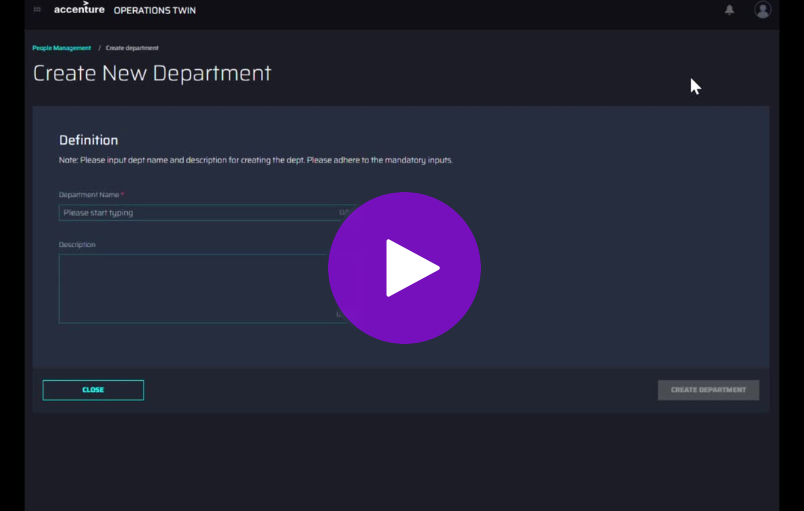 accenture OPERATIONS TWIN
People Management / Create department
Create New Department
Definition
Note: Please input dept name and description for creating the dept. Please adhere to the mandatory inputs.
Department Name *
Please start typing
Description
CLOSE
CREATE DEPARTMENT